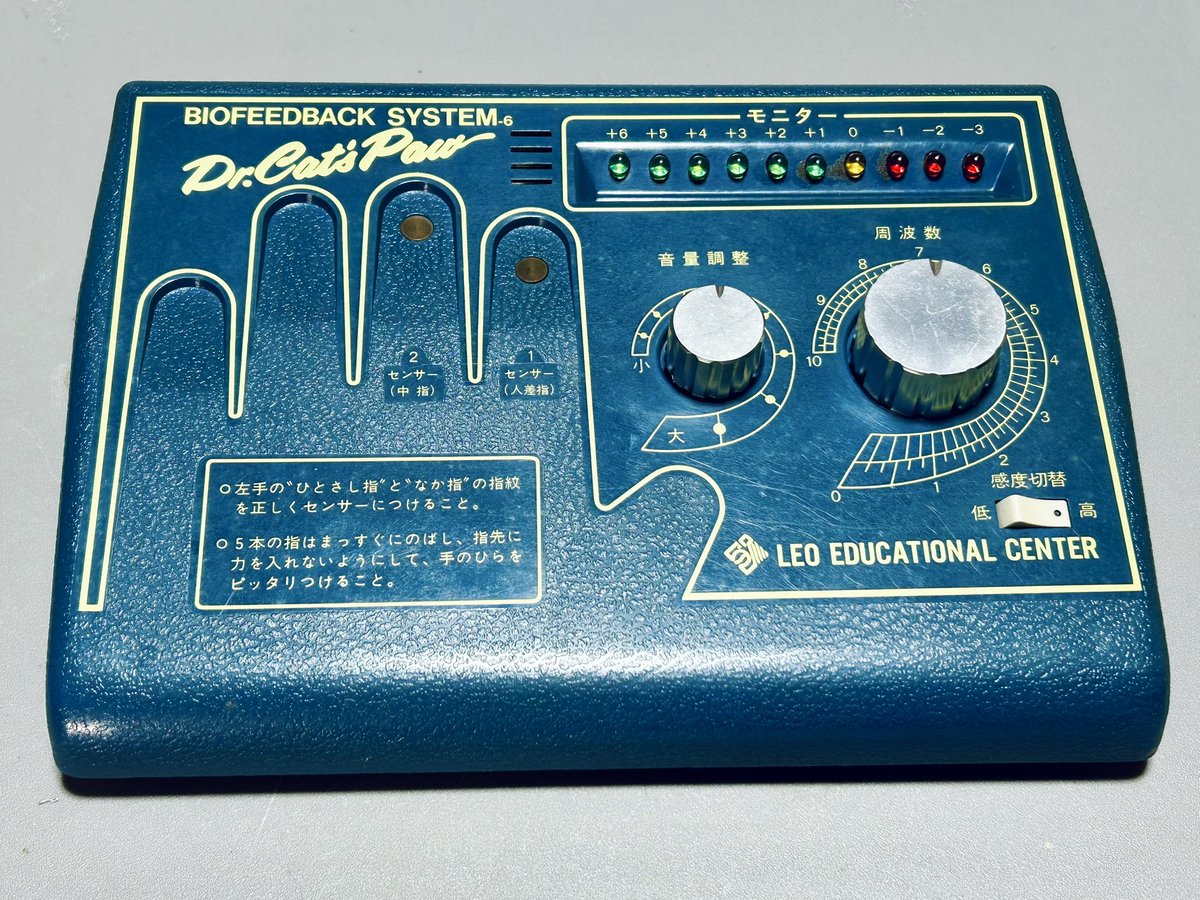 BIOFEEDBACK SYSTEM-6
Dr.Cat's Paw
モニター
+6 +5 +4 +3 +2 +1 0 −1 −2 −3
音量調整
小
大
周波数
10 9 8 7 6 5 4 3 2 1 0
感度切替
低 高
2
センサー
(中指)
1
センサー
(人差指)
○左手の〝ひとさし指〟と〝なか指〟の指紋
を正しくセンサーにつけること。
○5本の指はまっすぐにのばし、指先に
力を入れないようにして、手のひらを
ピッタリつけること。
LEO EDUCATIONAL CENTER